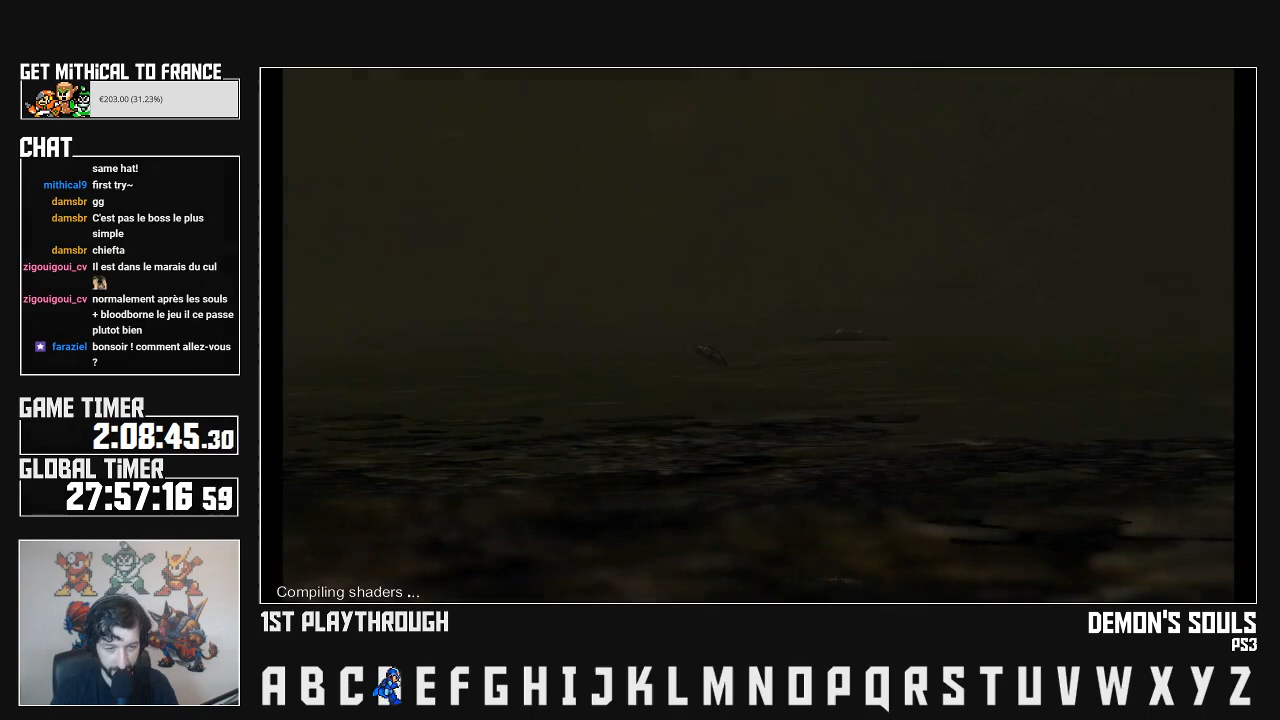 GET MiTHiCAL TO FRANCE
€203.00 (31.23%)
CHAT
same hat!
mithical9 first try~
damsbr gg
damsbr C'est pas le boss le plus
simple
damsbr chiefta
zigouigoui_cv Il est dans le marais du cul
zigouigoui_cv normalement après les souls
+ bloodborne le jeu il ce passe
plutot bien
faraziel bonsoir ! comment allez-vous
?
GAME TIMER
2:08:45.30
GLOBAL TiMER
27:57:16 59
Compiling shaders ...
1ST PLAYTHROUGH
DEMON'S SOULS
PS3
A B C E F G H I J K L M N O P Q R S T U V W X Y Z